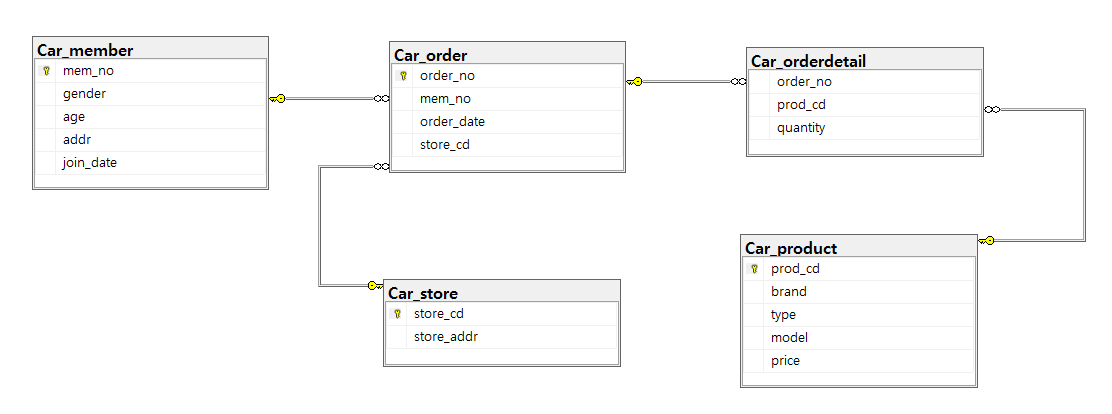 Car_member
mem_no
gender
age
addr
join_date
Car_order
order_no
mem_no
order_date
store_cd
Car_orderdetail
order_no
prod_cd
quantity
Car_store
store_cd
store_addr
Car_product
prod_cd
brand
type
model
price